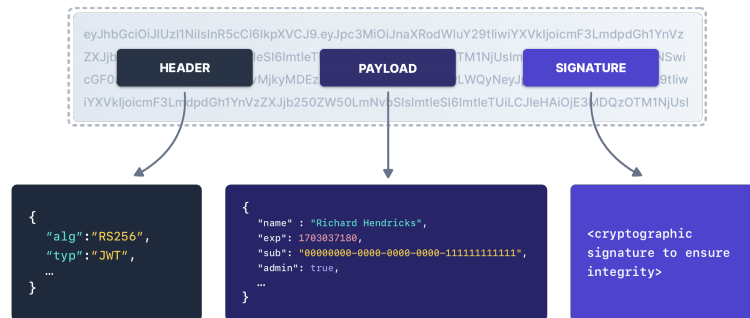 eyJhbGciOiJIUzI1NiIsInR5cCI6IkpXVCJ9.eyJpc3MiOiJnaXRodWIuY29tIiwiYXVkIjoicmF3LmdpdGh1YnVz
HEADER
PAYLOAD
SIGNATURE
iYXVkIjoicmF3LmdpdGh1YnVzZXJjb250ZW50LmNvbSIsImtleSI6ImtleTUiLCJleHAiOjE3MDQzOTM1NjUsI
{
"alg":"RS256",
"typ":"JWT",
…
}
{
"name" : "Richard Hendricks",
"exp": 1703037180,
"sub": "00000000-0000-0000-0000-111111111111",
"admin": true,
…
}
<cryptographic
signature to ensure
integrity>